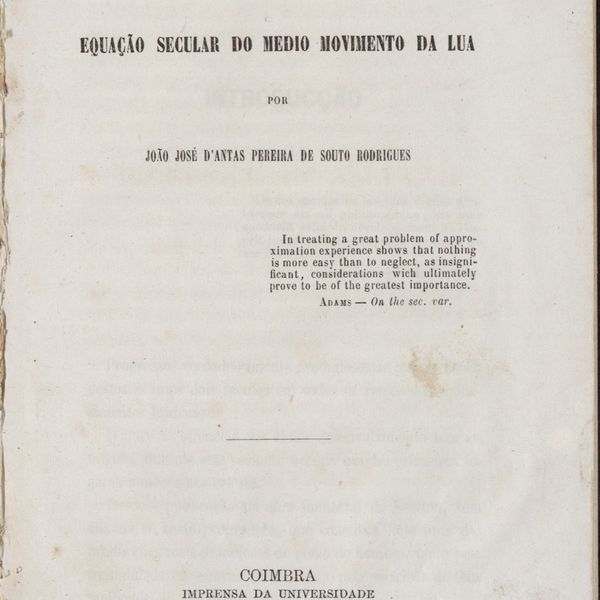 EQUAÇÃO SECULAR DO MEDIO MOVIMENTO DA LUA
POR
JOÃO JOSÉ D'ANTAS PEREIRA DE SOUTO RODRIGUES
In treating a great problem of appro-
ximation experience shows that nothing
is more easy than to neglect, as insigni-
ficant, considerations wich ultimately
prove to be of the greatest importance.
ADAMS — On the sec. var.
COIMBRA
IMPRENSA DA UNIVERSIDADE